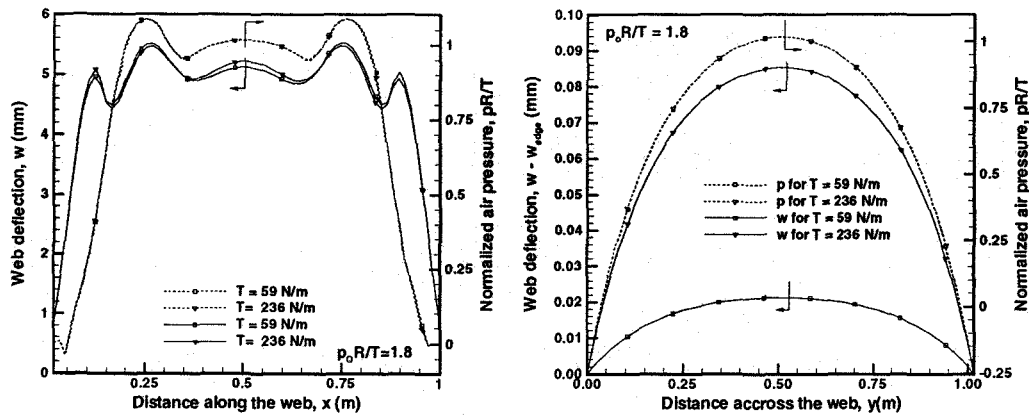 Web deflection, w (mm)
6
5
4
3
2
1
0
0.25
0.50
0.75
1
Distance along the web, x (m)
T = 59 N/m
T = 236 N/m
T = 59 N/m
T = 236 N/m
pₒR/T=1.8
1
0.75
0.5
0.25
0
Normalized air pressure, pR/T
Web deflection, w - w_edge (mm)
0.10
0.09
0.08
0.07
0.06
0.05
0.04
0.03
0.02
0.01
0.00
0.00
0.25
0.50
0.75
1.00
Distance accross the web, y(m)
pₒR/T = 1.8
p for T = 59 N/m
p for T = 236 N/m
w for T = 59 N/m
w for T = 236 N/m
1
0.75
0.5
0.25
0
-0.25
Normalized air pressure, pR/T